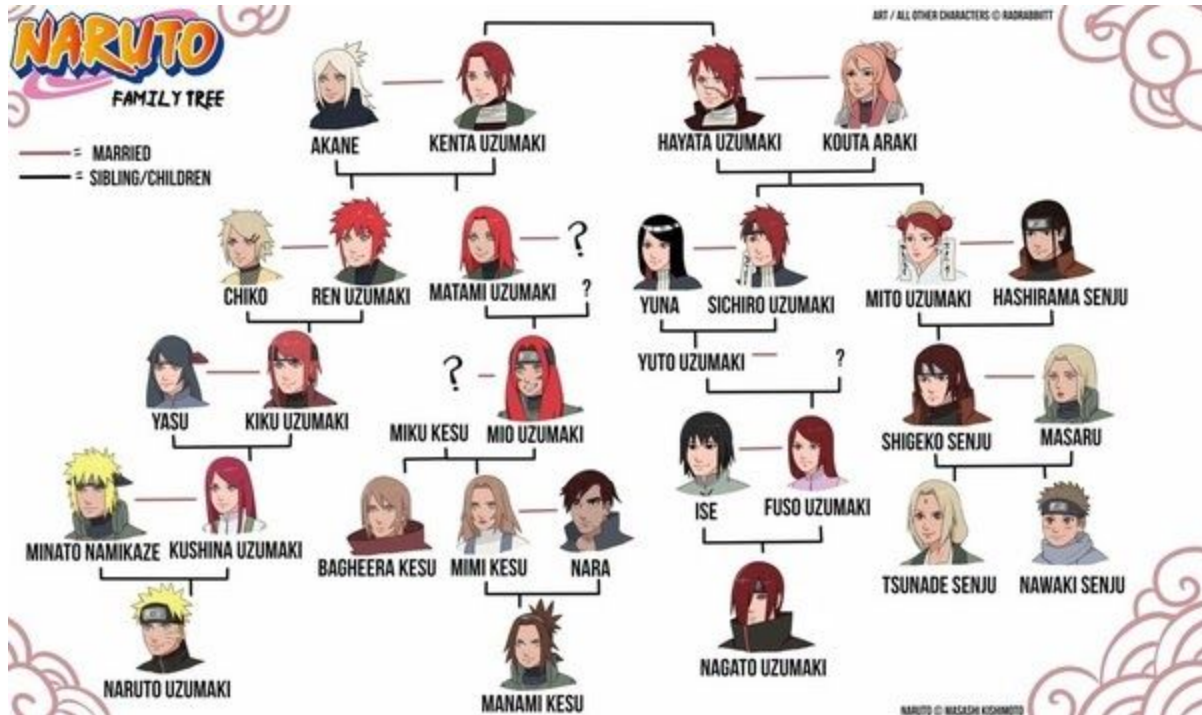 ART / ALL OTHER CHARACTERS © RADRABBITT
NARUTO
FAMILY TREE
= MARRIED
= SIBLING/CHILDREN
AKANE
KENTA UZUMAKI
HAYATA UZUMAKI
KOUTA ARAKI
?
?
CHIKO
REN UZUMAKI
MATAMI UZUMAKI
YUNA
SICHIRO UZUMAKI
MITO UZUMAKI
HASHIRAMA SENJU
?
YUTO UZUMAKI
?
YASU
KIKU UZUMAKI
MIKU KESU
MIO UZUMAKI
SHIGEKO SENJU
MASARU
MINATO NAMIKAZE
KUSHINA UZUMAKI
BAGHEERA KESU
MIMI KESU
NARA
ISE
FUSO UZUMAKI
TSUNADE SENJU
NAWAKI SENJU
NARUTO UZUMAKI
MANAMI KESU
NAGATO UZUMAKI
NARUTO © MASASHI KISHIMOTO